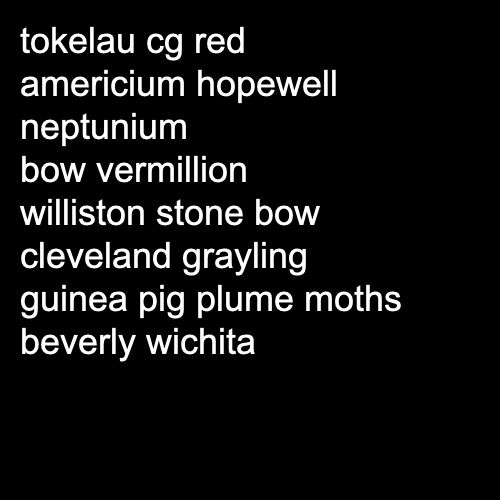 tokelau cg red
americium hopewell
neptunium
bow vermillion
williston stone bow
cleveland grayling
guinea pig plume moths
beverly wichita